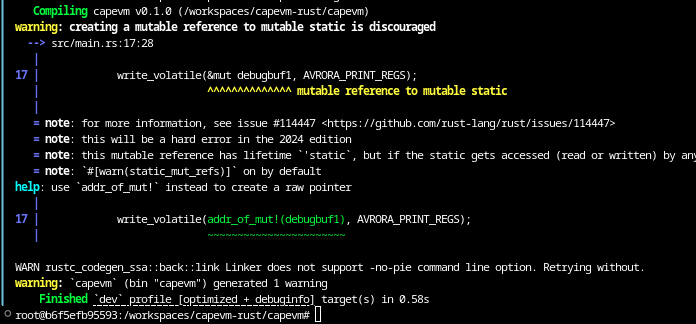 Compiling capevm v0.1.0 (/workspaces/capevm-rust/capevm)
warning: creating a mutable reference to mutable static is discouraged
--> src/main.rs:17:28
|
17 | write_volatile(&mut debugbuf1, AVRORA_PRINT_REGS);
| ^^^^^^^^^^^^^^ mutable reference to mutable static
|
= note: for more information, see issue #114447 <https://github.com/rust-lang/rust/issues/114447>
= note: this will be a hard error in the 2024 edition
= note: this mutable reference has lifetime `'static`, but if the static gets accessed (read or written) by any
= note: `#[warn(static_mut_refs)]` on by default
help: use `addr_of_mut!` instead to create a raw pointer
|
17 | write_volatile(addr_of_mut!(debugbuf1), AVRORA_PRINT_REGS);
| ~~~~~~~~~~~~~~~~~~~~~~~
WARN rustc_codegen_ssa::back::link Linker does not support -no-pie command line option. Retrying without.
warning: `capevm` (bin "capevm") generated 1 warning
Finished `dev` profile [optimized + debuginfo] target(s) in 0.58s
root@b6f5efb95593:/workspaces/capevm-rust/capevm#